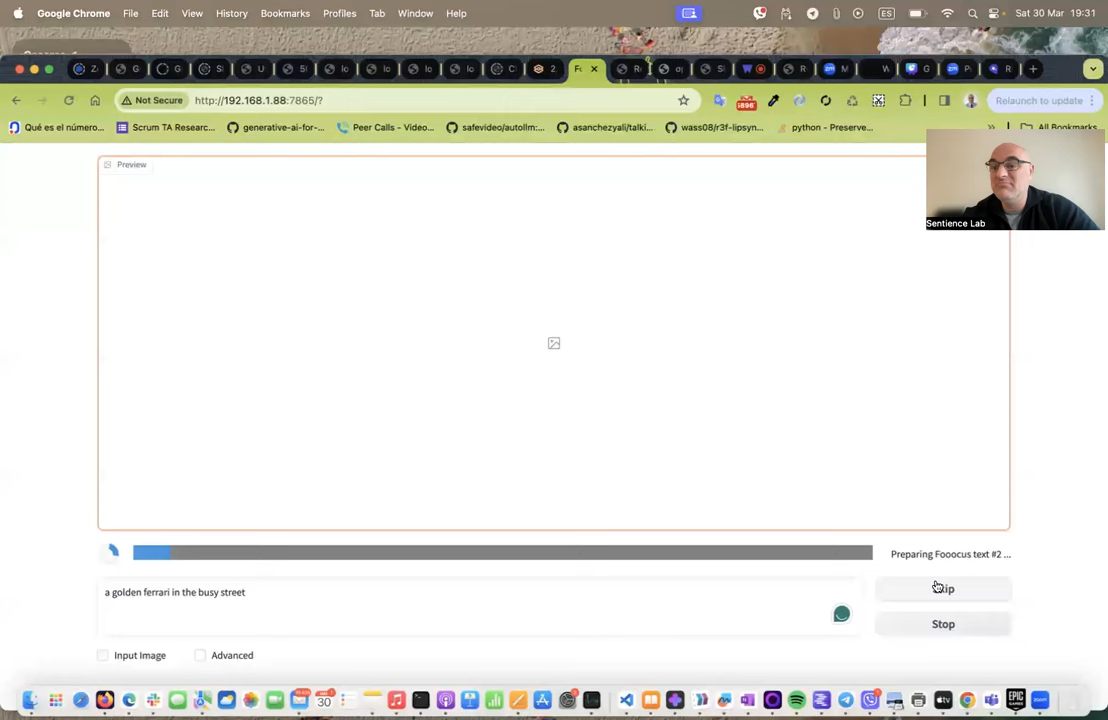 Google Chrome File Edit View History Bookmarks Profiles Tab Window Help ES Sat 30 Mar 19:31
Not Secure http://192.168.1.88:7865/? Relaunch to update
Qué es el número... Scrum TA Researc... generative-ai-for-... Peer Calls – Video... safevideo/autollm:... asanchezyali/talki... wass08/r3f-lipsyn... python - Preserve... All Bookmarks
Preview
Sentience Lab
Preparing Fooocus text #2 ...
a golden ferrari in the busy street
Stop
Input Image Advanced